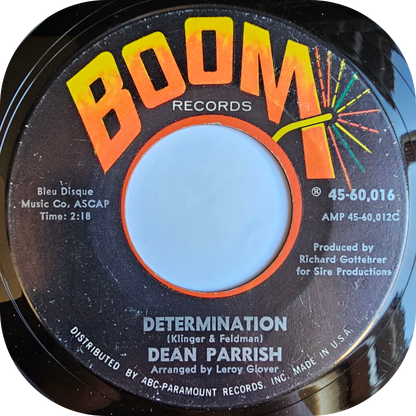 BOOM
RECORDS
Bleu Disque
Music Co. ASCAP
Time: 2:18
® 45-60,016
AMP 45-60,012C
Produced by
Richard Gottehrer
for Sire Productions
DETERMINATION
(Klinger & Feldman)
DEAN PARRISH
Arranged by Leroy Glover
DISTRIBUTED BY ABC-PARAMOUNT RECORDS, INC. MADE IN U.S.A.